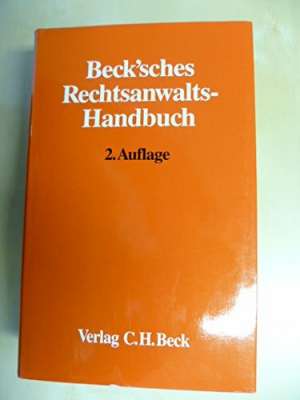 Beck'sches
Rechtsanwalts-
Handbuch
2. Auflage
Verlag C. H. Beck